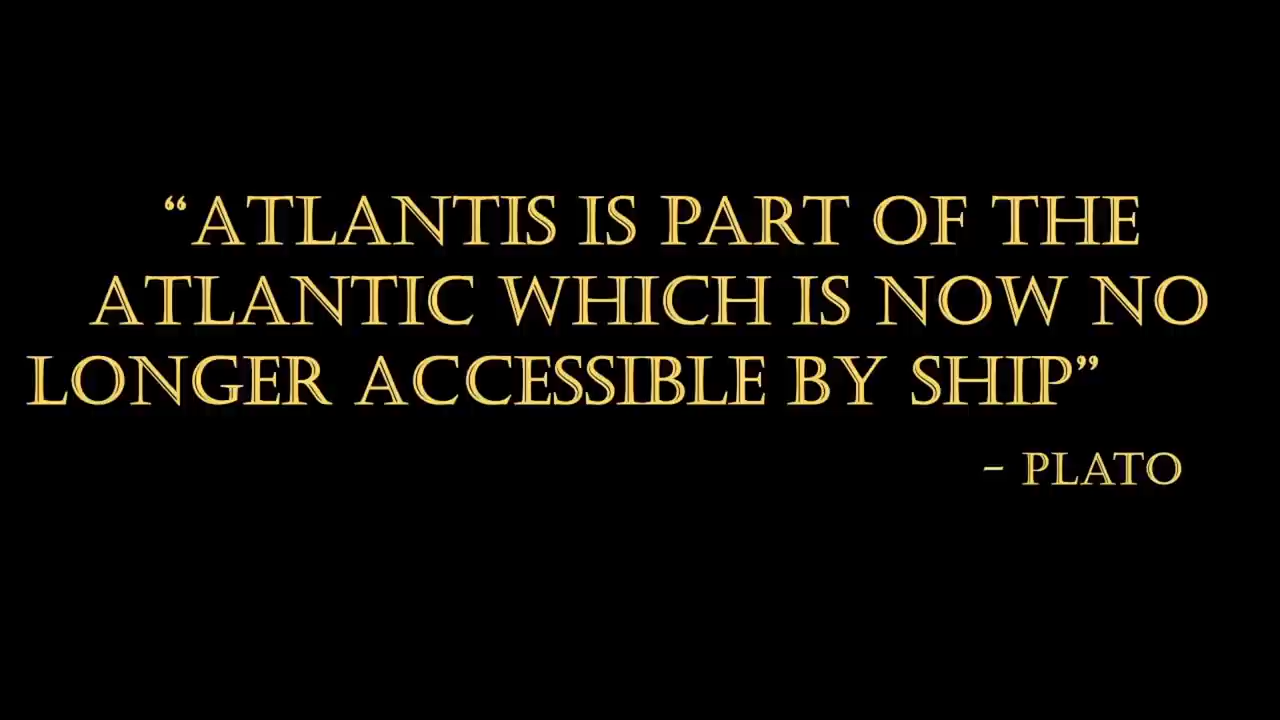 “ATLANTIS IS PART OF THE
ATLANTIC WHICH IS NOW NO
LONGER ACCESSIBLE BY SHIP”
- PLATO